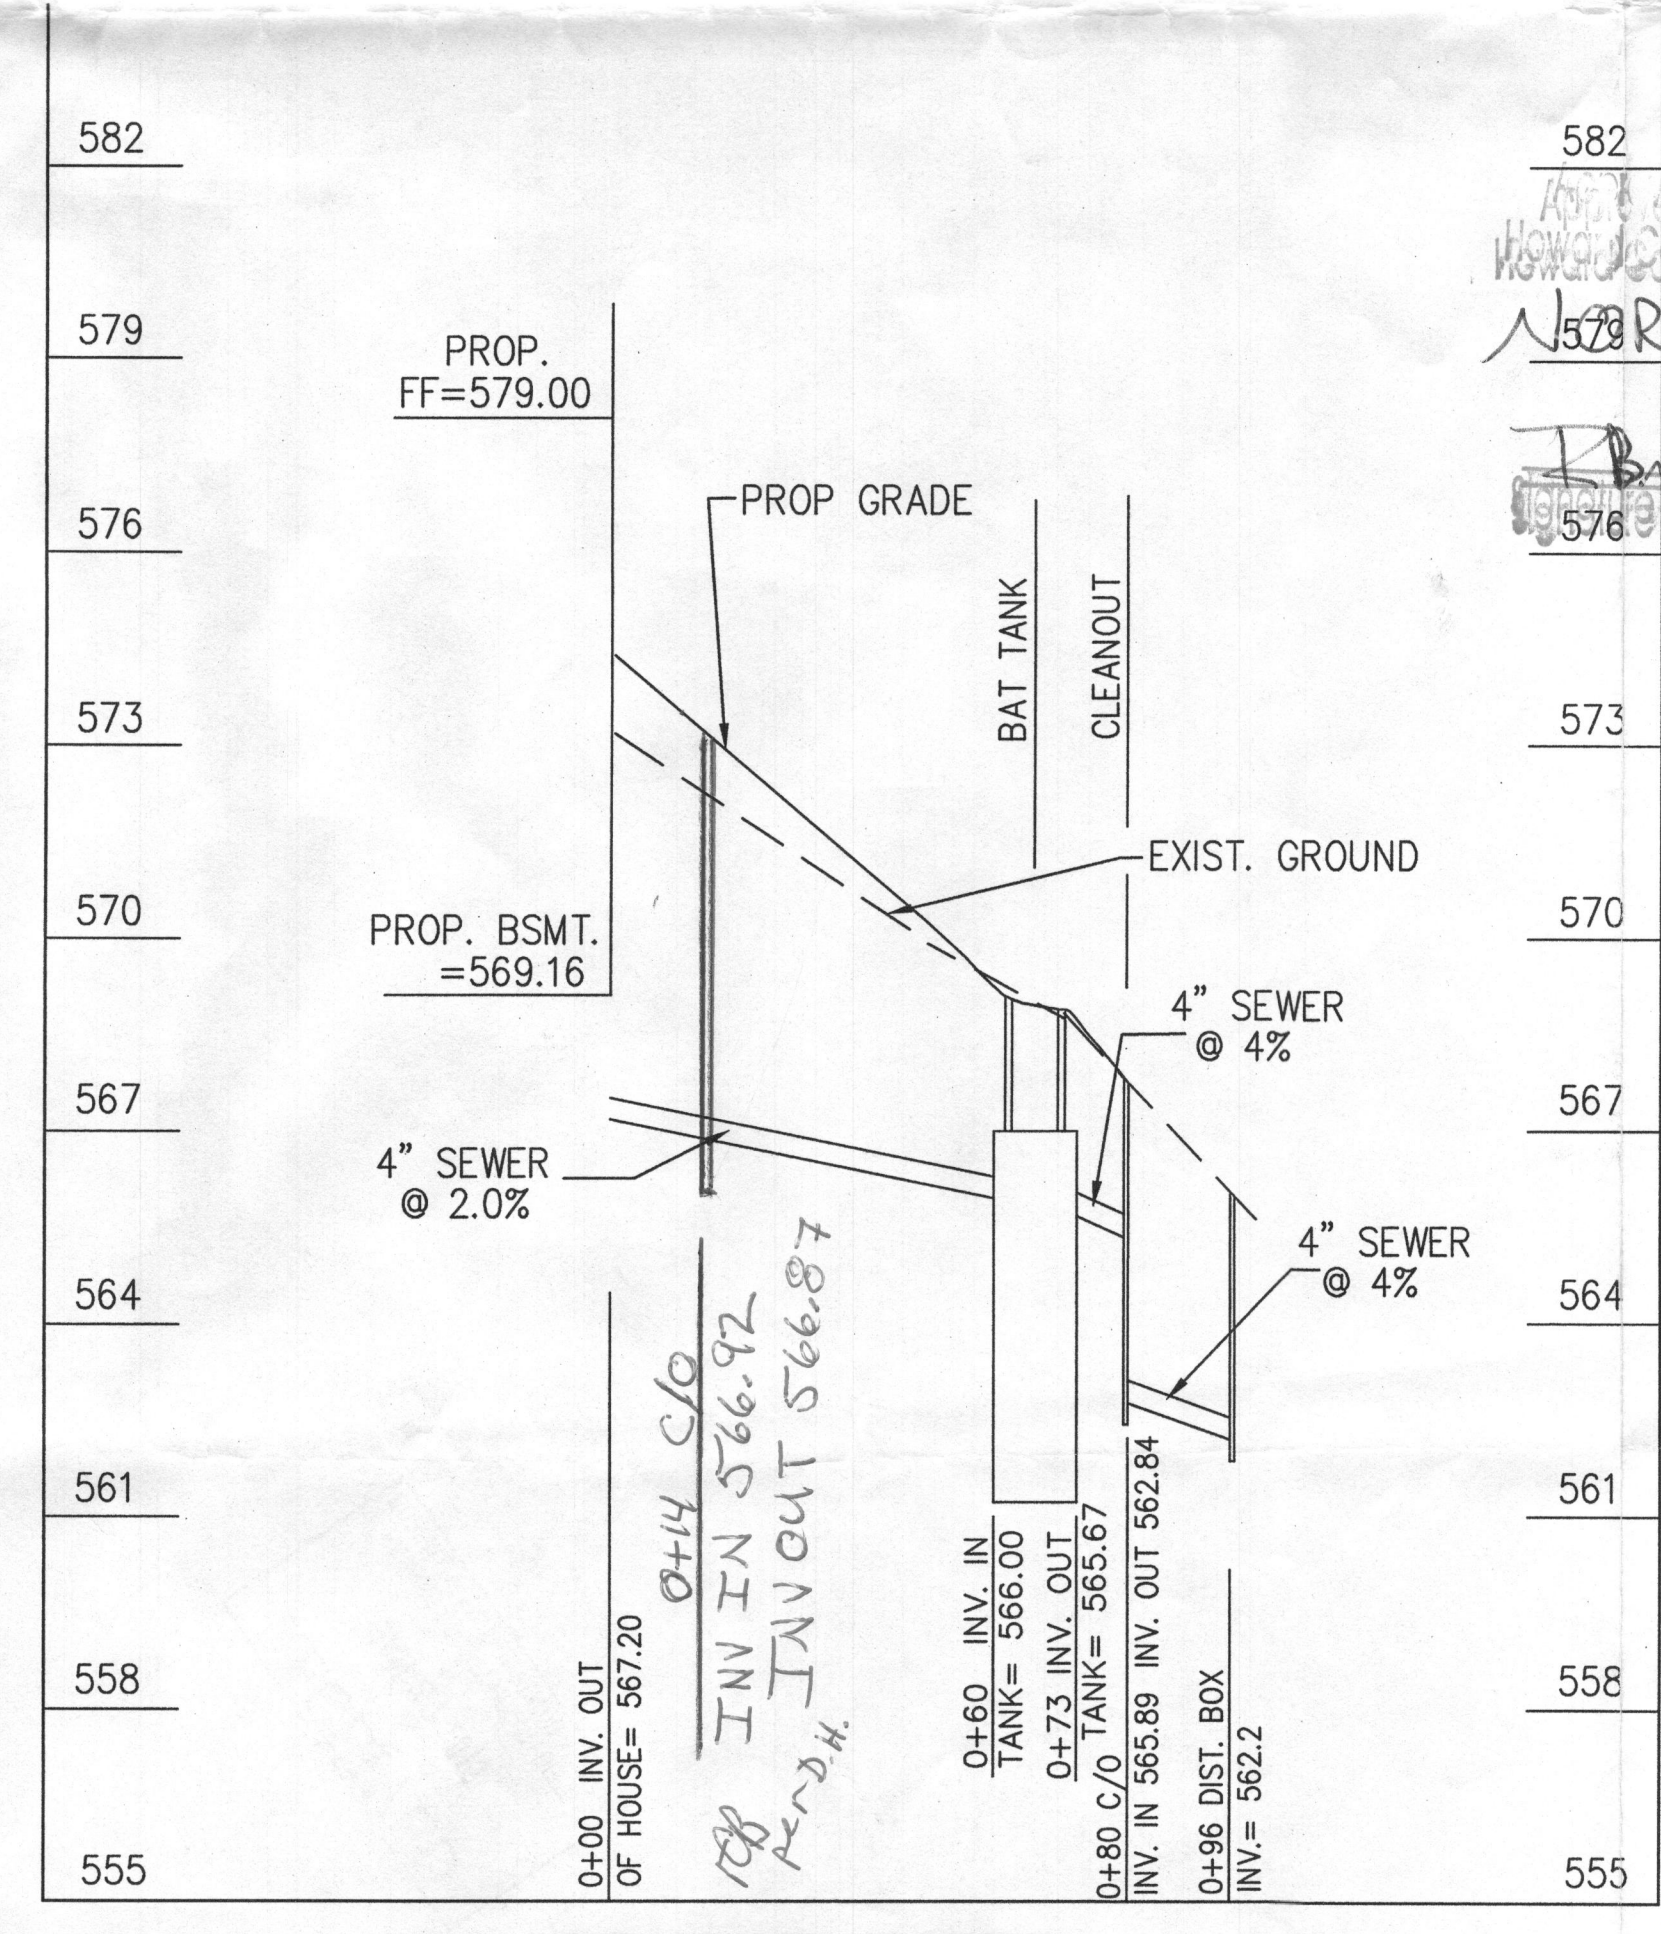 582
579
576
573
570
567
564
561
558
555
PROP.
FF=579.00
PROP GRADE
BAT TANK
CLEANOUT
EXIST. GROUND
PROP. BSMT.
=569.16
4" SEWER
@ 4%
4" SEWER
@ 2.0%
4" SEWER
@ 4%
0+00 INV. OUT
OF HOUSE= 567.20
0+14 C/O
INV IN 566.92
INV OUT 566.87
per D.H.
0+60 INV. IN
TANK= 566.00
0+73 INV. OUT
TANK= 565.67
0+80 C/O
INV. IN 565.89 INV. OUT 562.84
0+96 DIST. BOX
INV.= 562.2
582
Howard
NOR
579
Signature
576
573
570
567
564
561
558
555